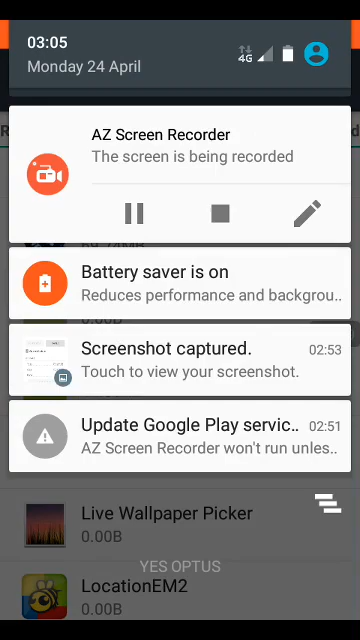 03:05
Monday 24 April
4G
AZ Screen Recorder
The screen is being recorded
Battery saver is on
Reduces performance and backgrou..
Screenshot captured. 02:53
Touch to view your screenshot.
Update Google Play servic.. 02:51
AZ Screen Recorder won't run unles..
Live Wallpaper Picker
0.00B
YES OPTUS
LocationEM2
0.00B